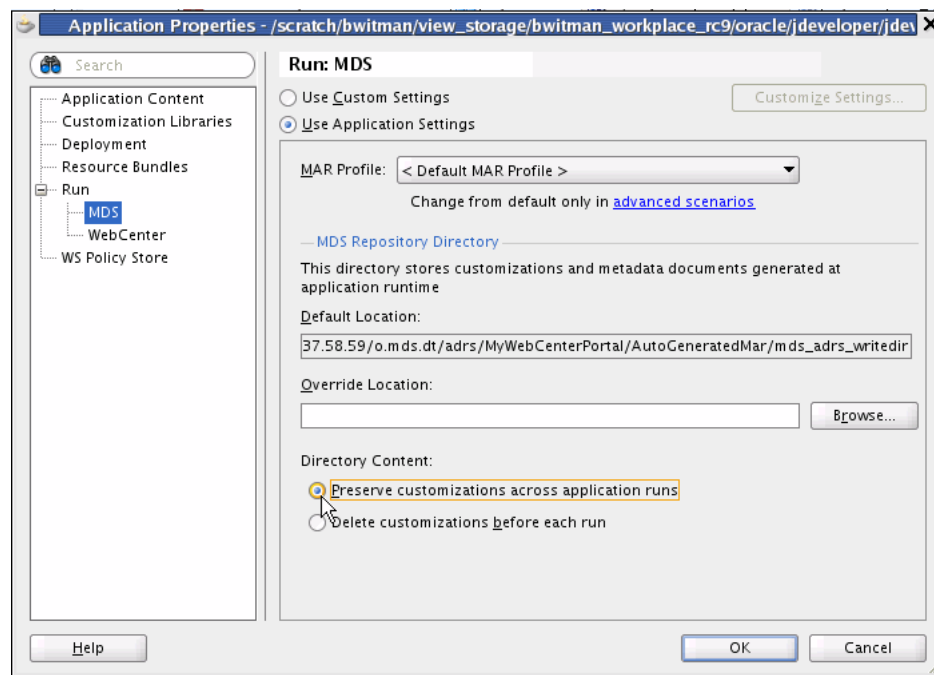 Application Properties - /scratch/bwitman/view_storage/bwitman_workplace_rc9/oracle/jdeveloper/jdev
Search
Application Content
Customization Libraries
Deployment
Resource Bundles
Run
MDS
WebCenter
WS Policy Store
Run: MDS
Use Custom Settings
Customize Settings...
Use Application Settings
MAR Profile: < Default MAR Profile >
Change from default only in advanced scenarios
MDS Repository Directory
This directory stores customizations and metadata documents generated at
application runtime
Default Location:
37.58.59/o.mds.dt/adrs/MyWebCenterPortal/AutoGeneratedMar/mds_adrs_writedir
Override Location:
Browse...
Directory Content:
Preserve customizations across application runs
Delete customizations before each run
Help
OK
Cancel